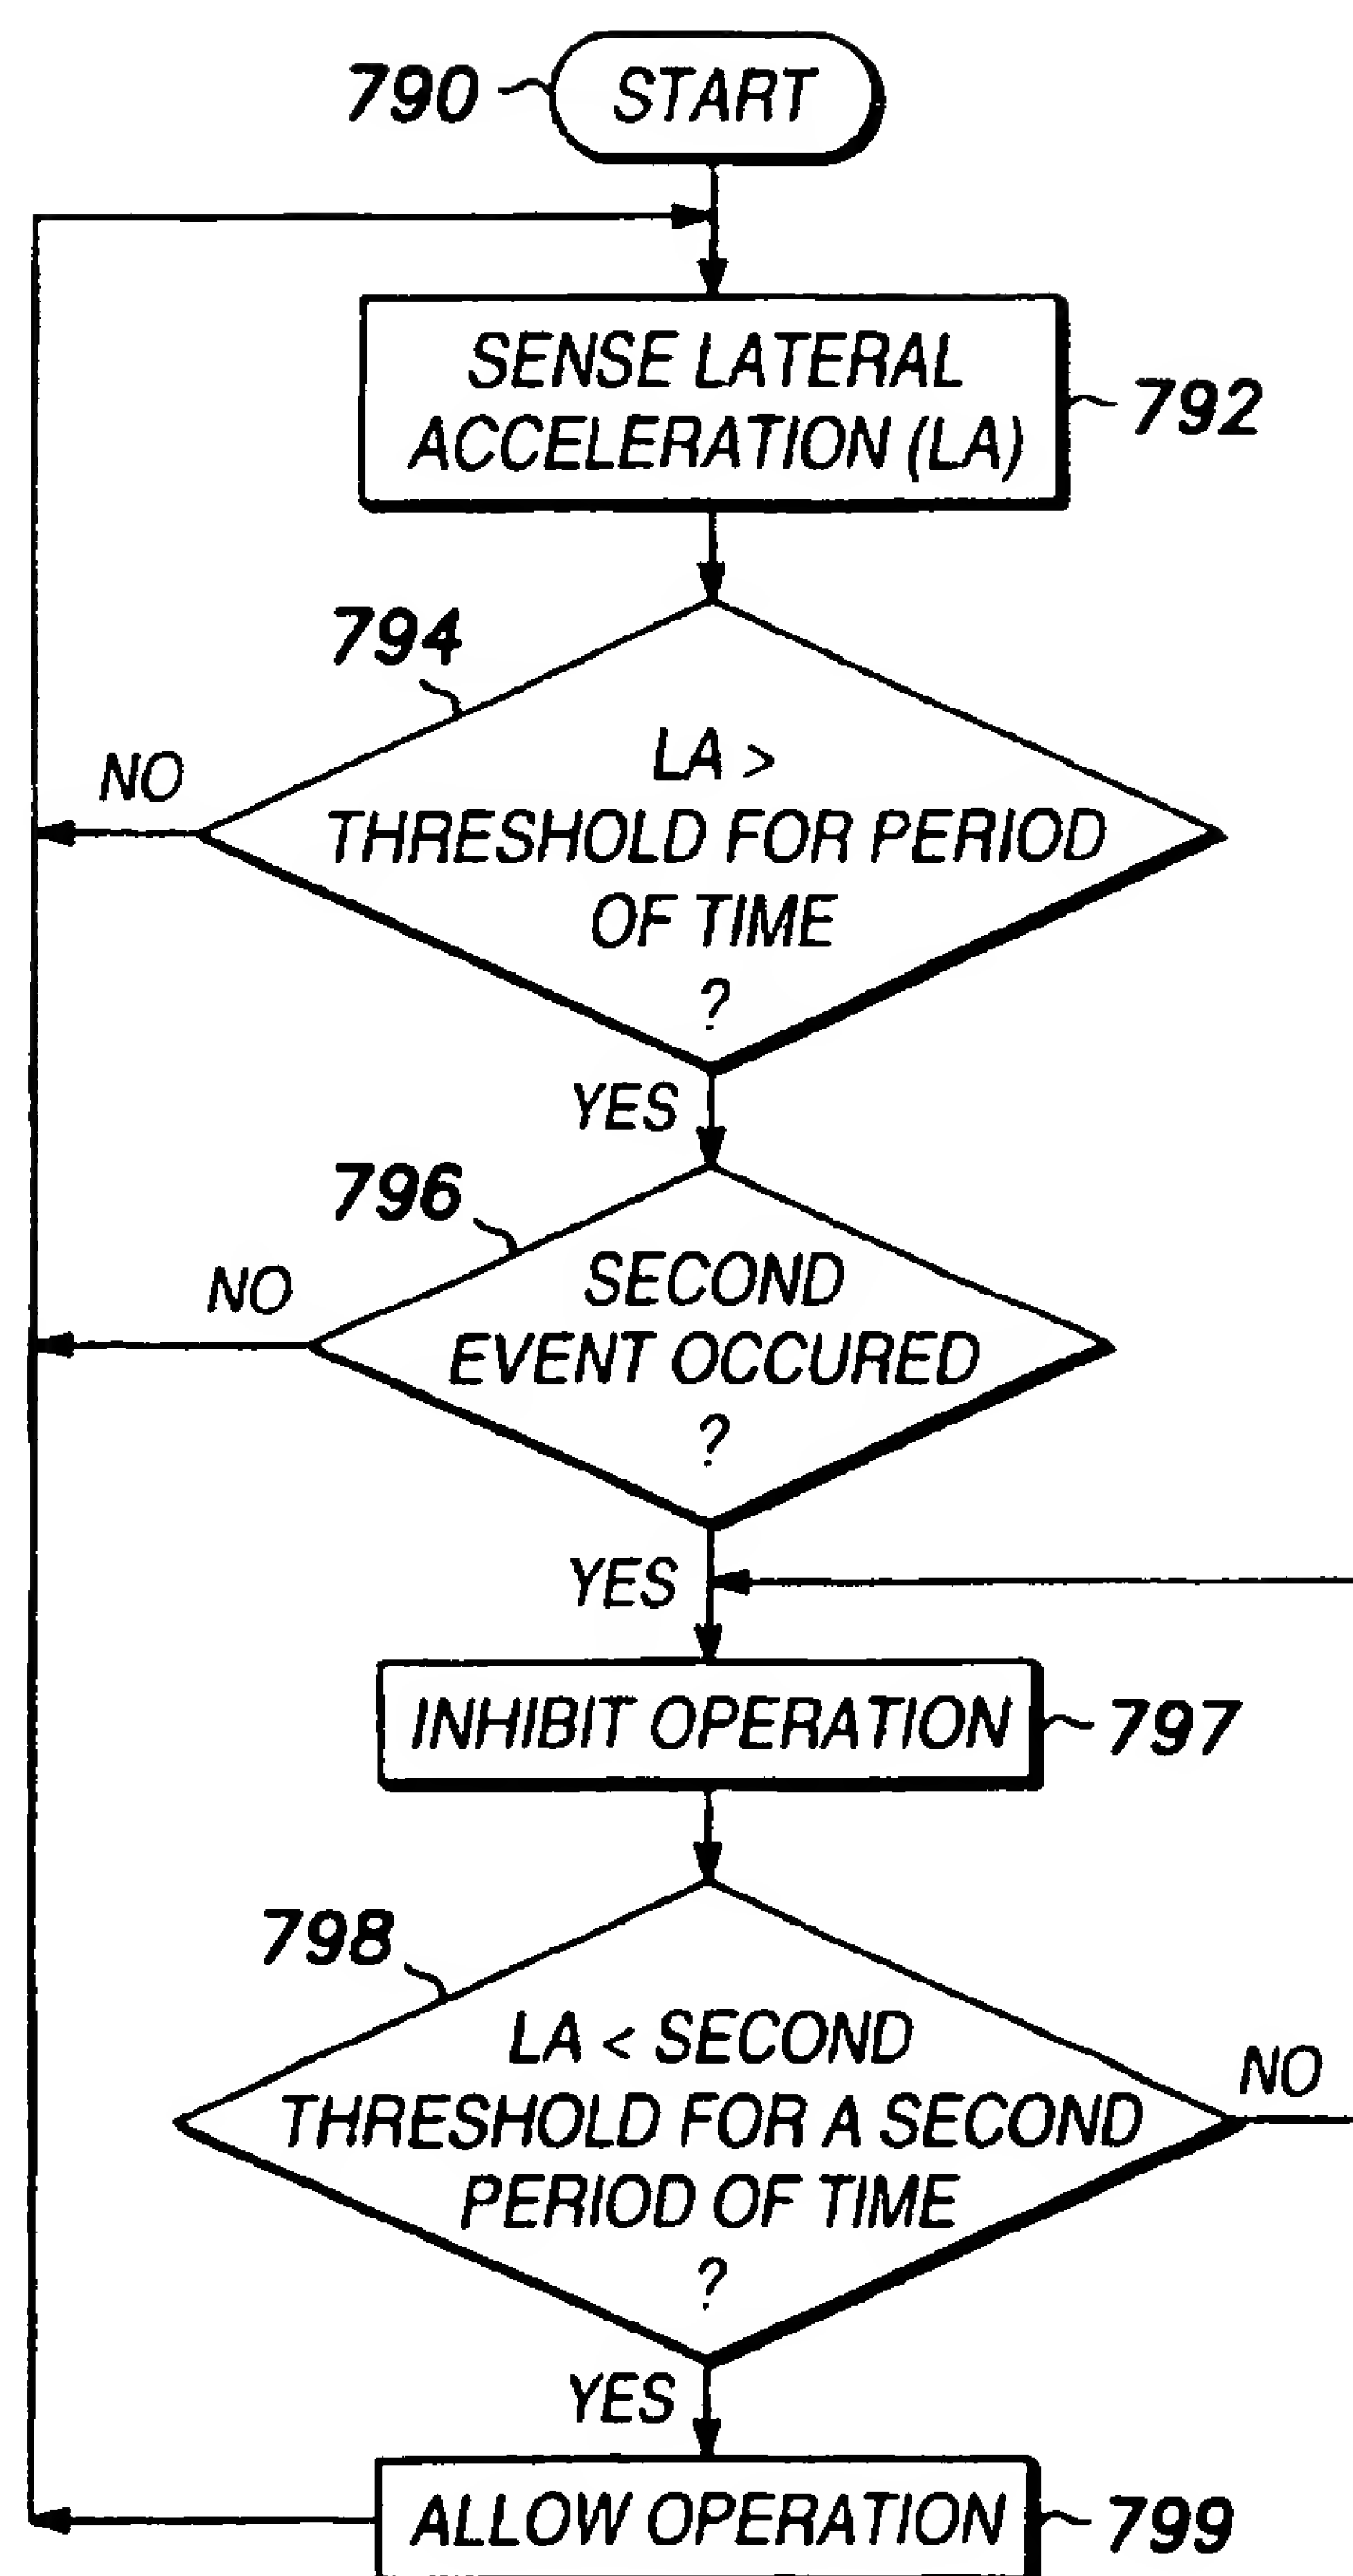 790
START
SENSE LATERAL
ACCELERATION (LA)
792
794
LA >
THRESHOLD FOR PERIOD
OF TIME
?
NO
YES
796
SECOND
EVENT OCCURED
?
NO
YES
INHIBIT OPERATION
797
798
LA < SECOND
THRESHOLD FOR A SECOND
PERIOD OF TIME
?
NO
YES
ALLOW OPERATION
799